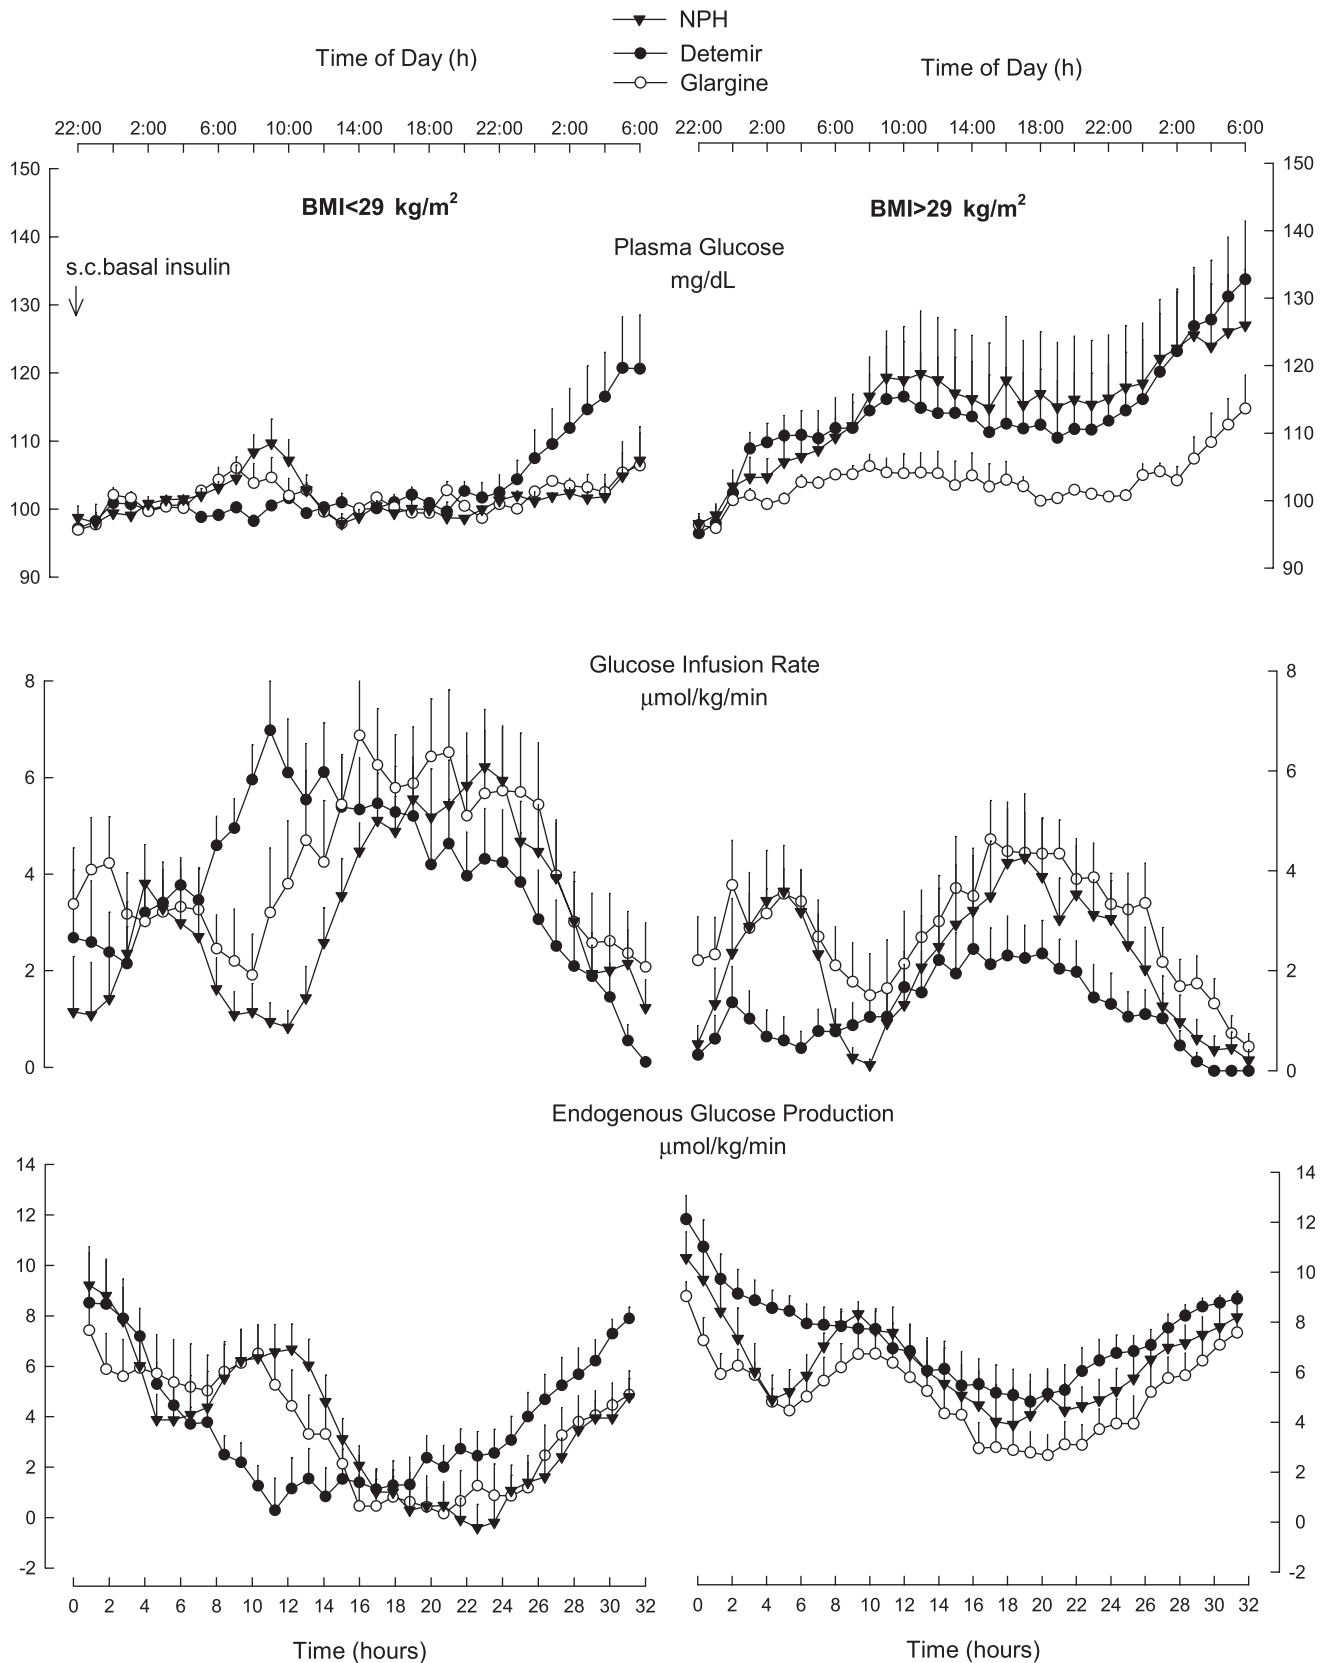 NPH
Detemir
Glargine
Time of Day (h)
Time of Day (h)
22:00 2:00 6:00 10:00 14:00 18:00 22:00 2:00 6:00
22:00 2:00 6:00 10:00 14:00 18:00 22:00 2:00 6:00
BMI<29 kg/m²
BMI>29 kg/m²
Plasma Glucose
mg/dL
s.c.basal insulin
150
140
130
120
110
100
90
150
140
130
120
110
100
90
Glucose Infusion Rate
μmol/kg/min
8
6
4
2
0
8
6
4
2
0
Endogenous Glucose Production
μmol/kg/min
14
12
10
8
6
4
2
0
-2
14
12
10
8
6
4
2
0
-2
0 2 4 6 8 10 12 14 16 18 20 22 24 26 28 30 32
0 2 4 6 8 10 12 14 16 18 20 22 24 26 28 30 32
Time (hours)
Time (hours)